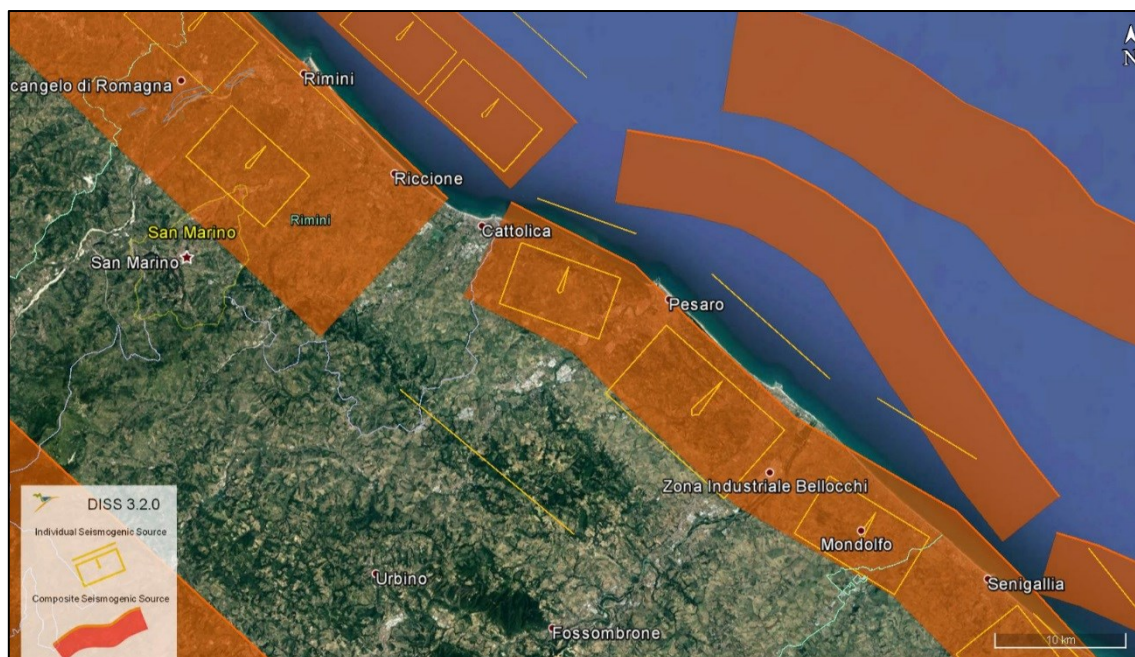 N
cangelo di Romagna
Rimini
Riccione
Rimini
San Marino
San Marino
Cattolica
Pesaro
Zona Industriale Bellocchi
Mondolfo
Senigallia
Urbino
Fossombrone
DISS 3.2.0
Individual Seismogenic Source
Composite Seismogenic Source
10 km